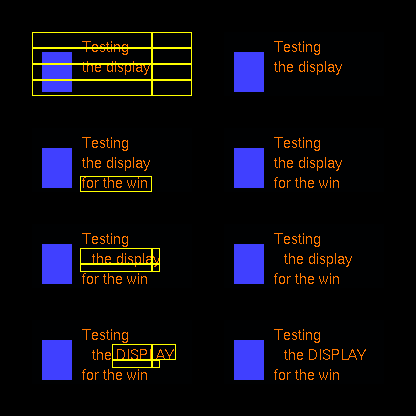 Testing
the display
Testing
the display
Testing
the display
for the win
Testing
the display
for the win
Testing
the display
for the win
Testing
the display
for the win
Testing
the DISPLAY
for the win
Testing
the DISPLAY
for the win